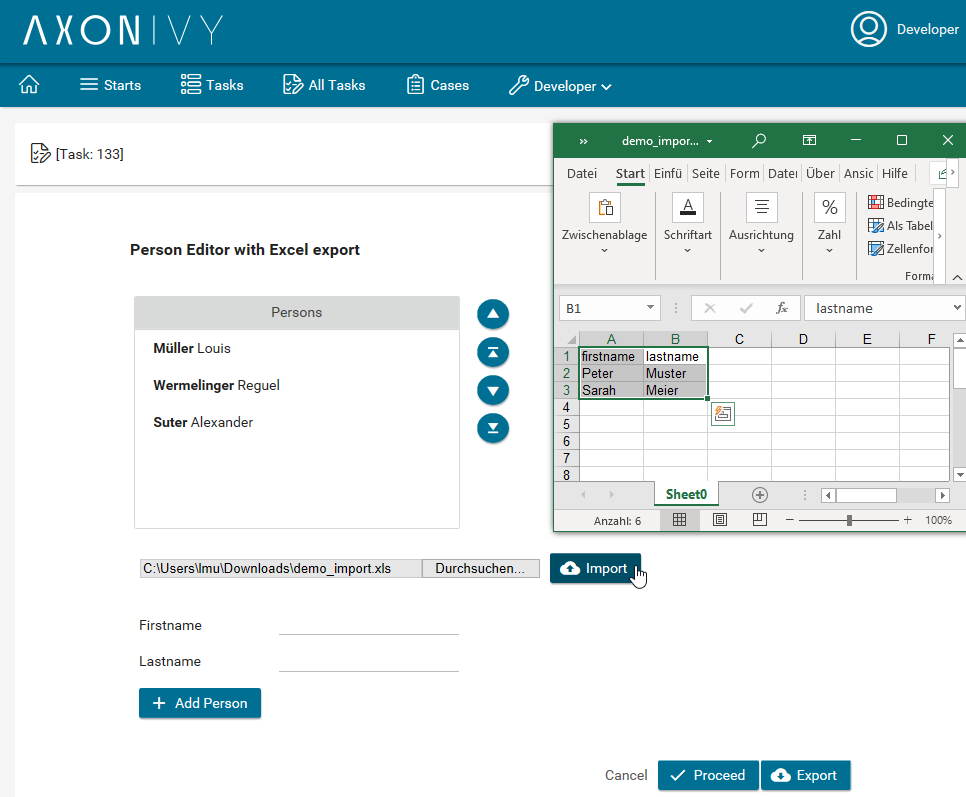 AXONIVY
Developer
Starts
Tasks
All Tasks
Cases
Developer
[Task: 133]
Person Editor with Excel export
Persons
Müller Louis
Wermelinger Reguel
Suter Alexander
C:\Users\lmu\Downloads\demo_import.xls
Durchsuchen...
Import
Firstname
Lastname
+ Add Person
Cancel
Proceed
Export
» demo_impor...
Datei Start Einfü Seite Form Datei Über Ansic Hilfe
Zwischenablage
A
Schriftart
Ausrichtung
%
Zahl
Bedingte
Als Tabel
Zellenfor
Forma
B1
fx
lastname
A B C D E F
1 firstname lastname
2 Peter Muster
3 Sarah Meier
4
5
6
7
8
Sheet0
Anzahl: 6
100%